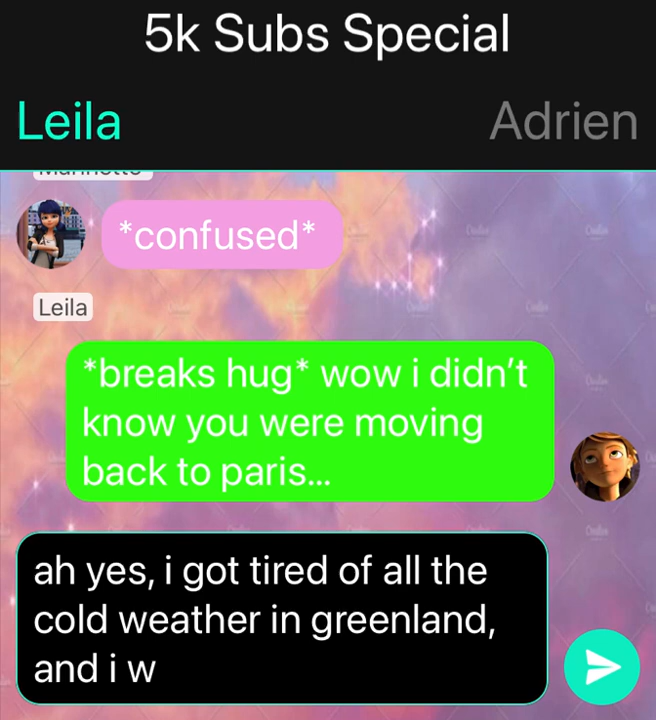 5k Subs Special
Leila
Adrien
*confused*
Leila
*breaks hug* wow i didn’t
know you were moving
back to paris...
ah yes, i got tired of all the
cold weather in greenland,
and i w